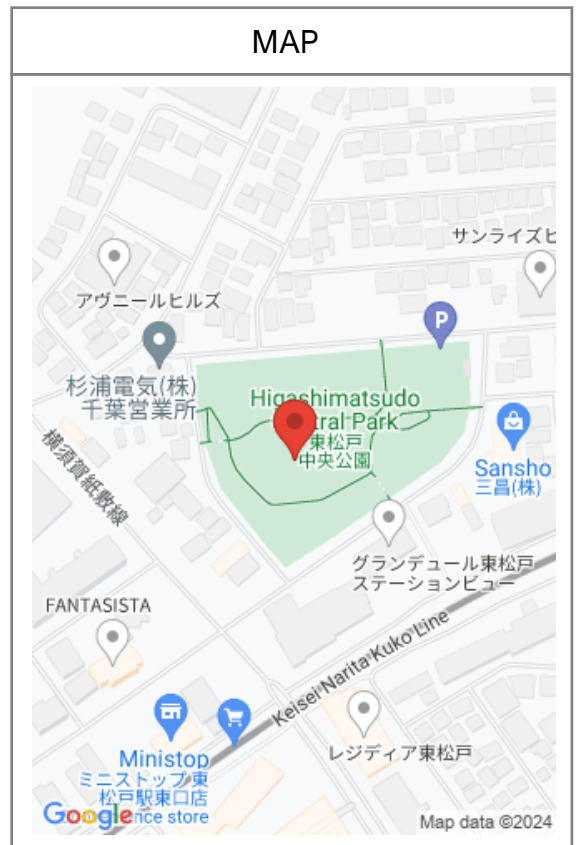 MAP
サンライズヒ
アヴニールヒルズ
P
杉浦電気(株)
千葉営業所
Higashimatsudo
tral Park
東松戸
中央公園
横須賀紙敷線
Sansho
三昌(株)
グランデュール東松戸
ステーションビュー
FANTASISTA
Keisei Narita Kuko Line
レジディア東松戸
Ministop
ミニストップ 東
松戸駅東口店
Google
nce store
Map data ©2024